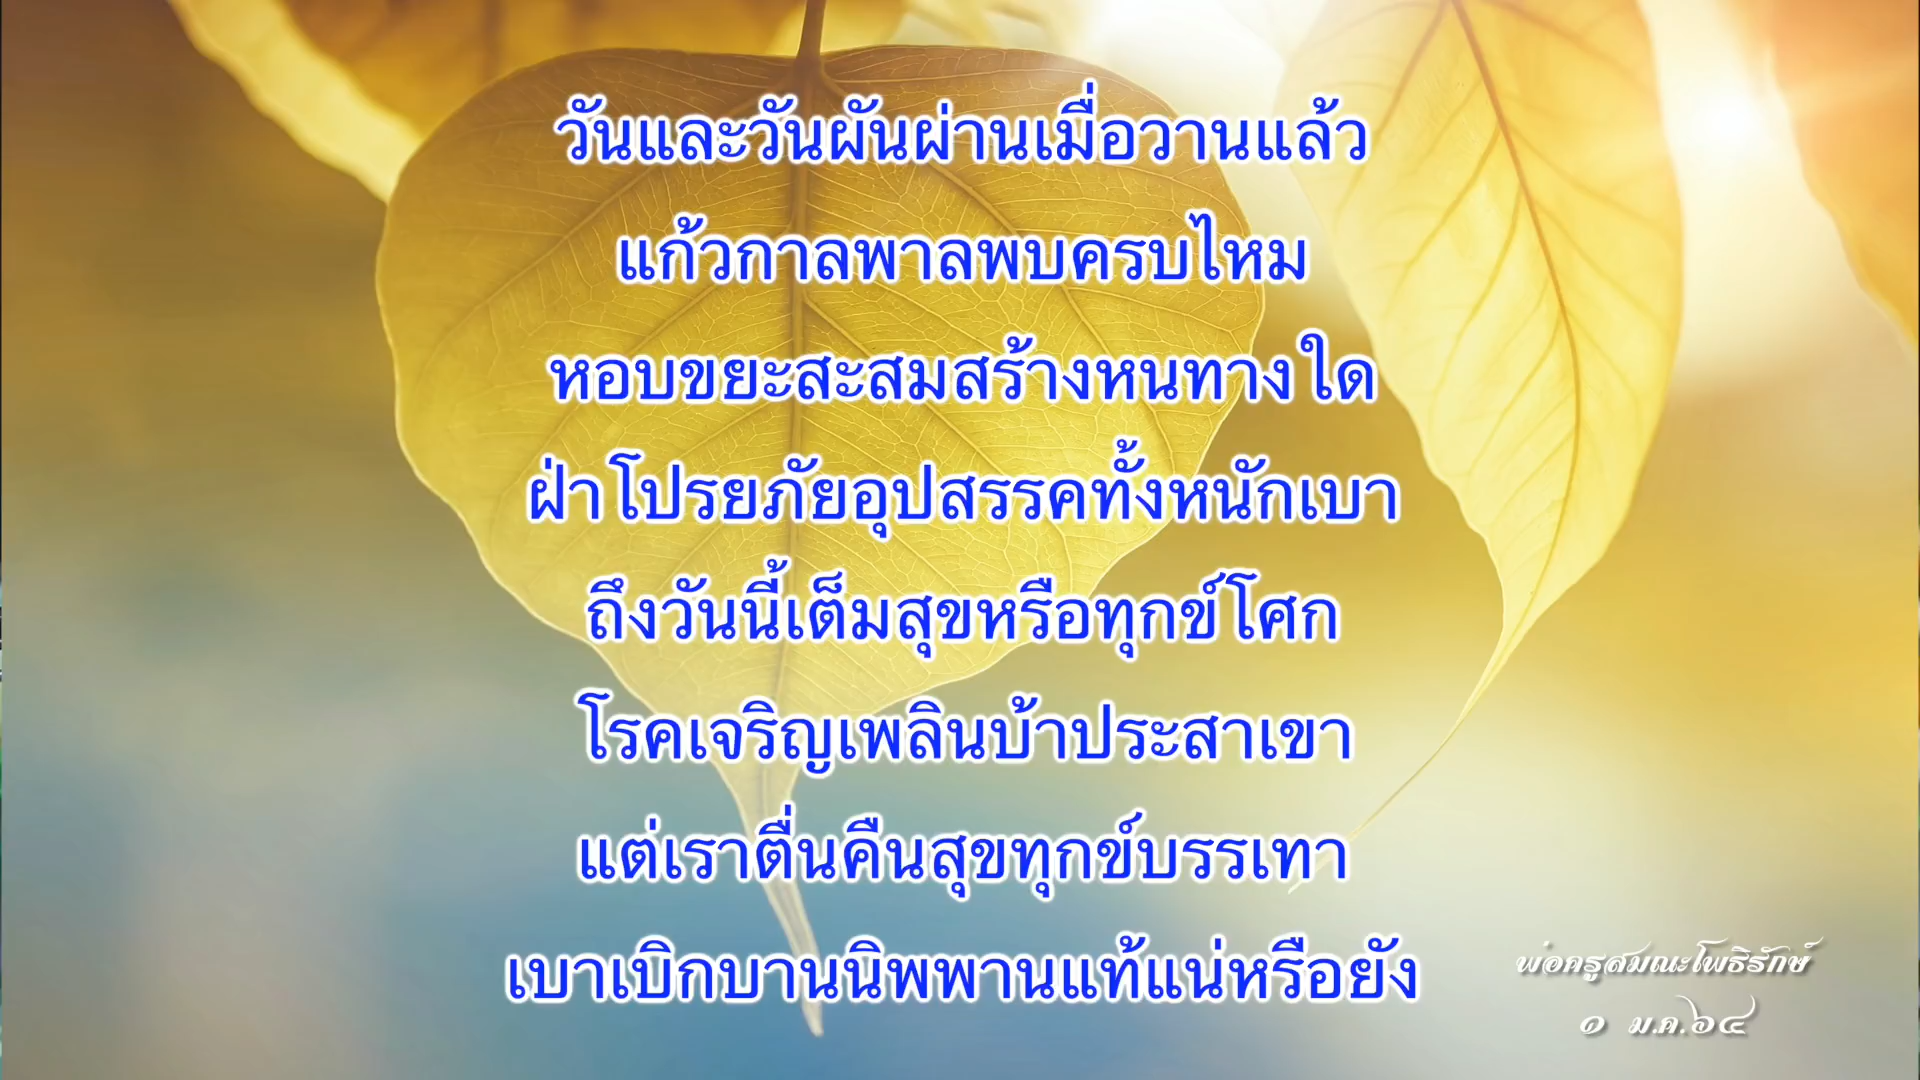 วันและวันผันผ่านเมื่อวานแล้ว
แก้วกาลพาลพบครบไหม
หอบขยะสะสมสร้างหนทางใด
ฝ่าโปรยภัยอุปสรรคทั้งหนักเบา
ถึงวันนี้เต็มสุขหรือทุกข์โศก
โรคเจริญเพลินบ้าประสาเขา
แต่เราตื่นคืนสุขทุกข์บรรเทา
เบาเบิกบานนิพพานแท้แน่หรือยัง
พ่อครูสมณะโพธิรักษ์
๑ ม.ค.๖๔